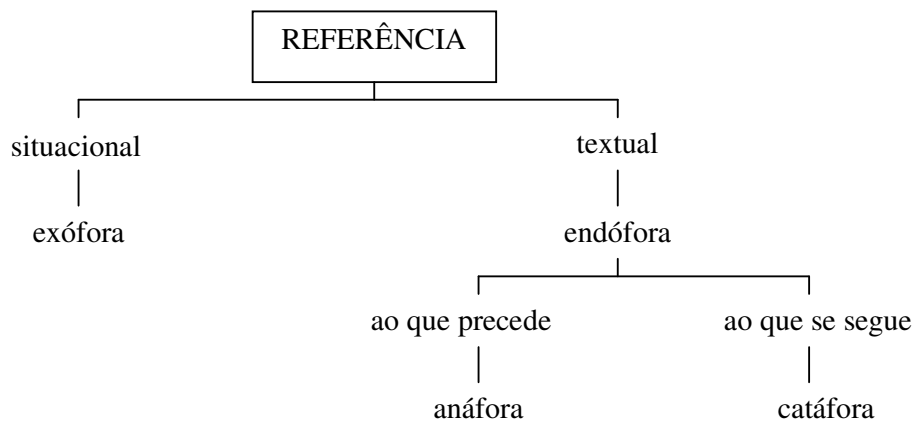 REFERÊNCIA
situacional textual
exófora endófora
ao que precede ao que se segue
anáfora catáfora